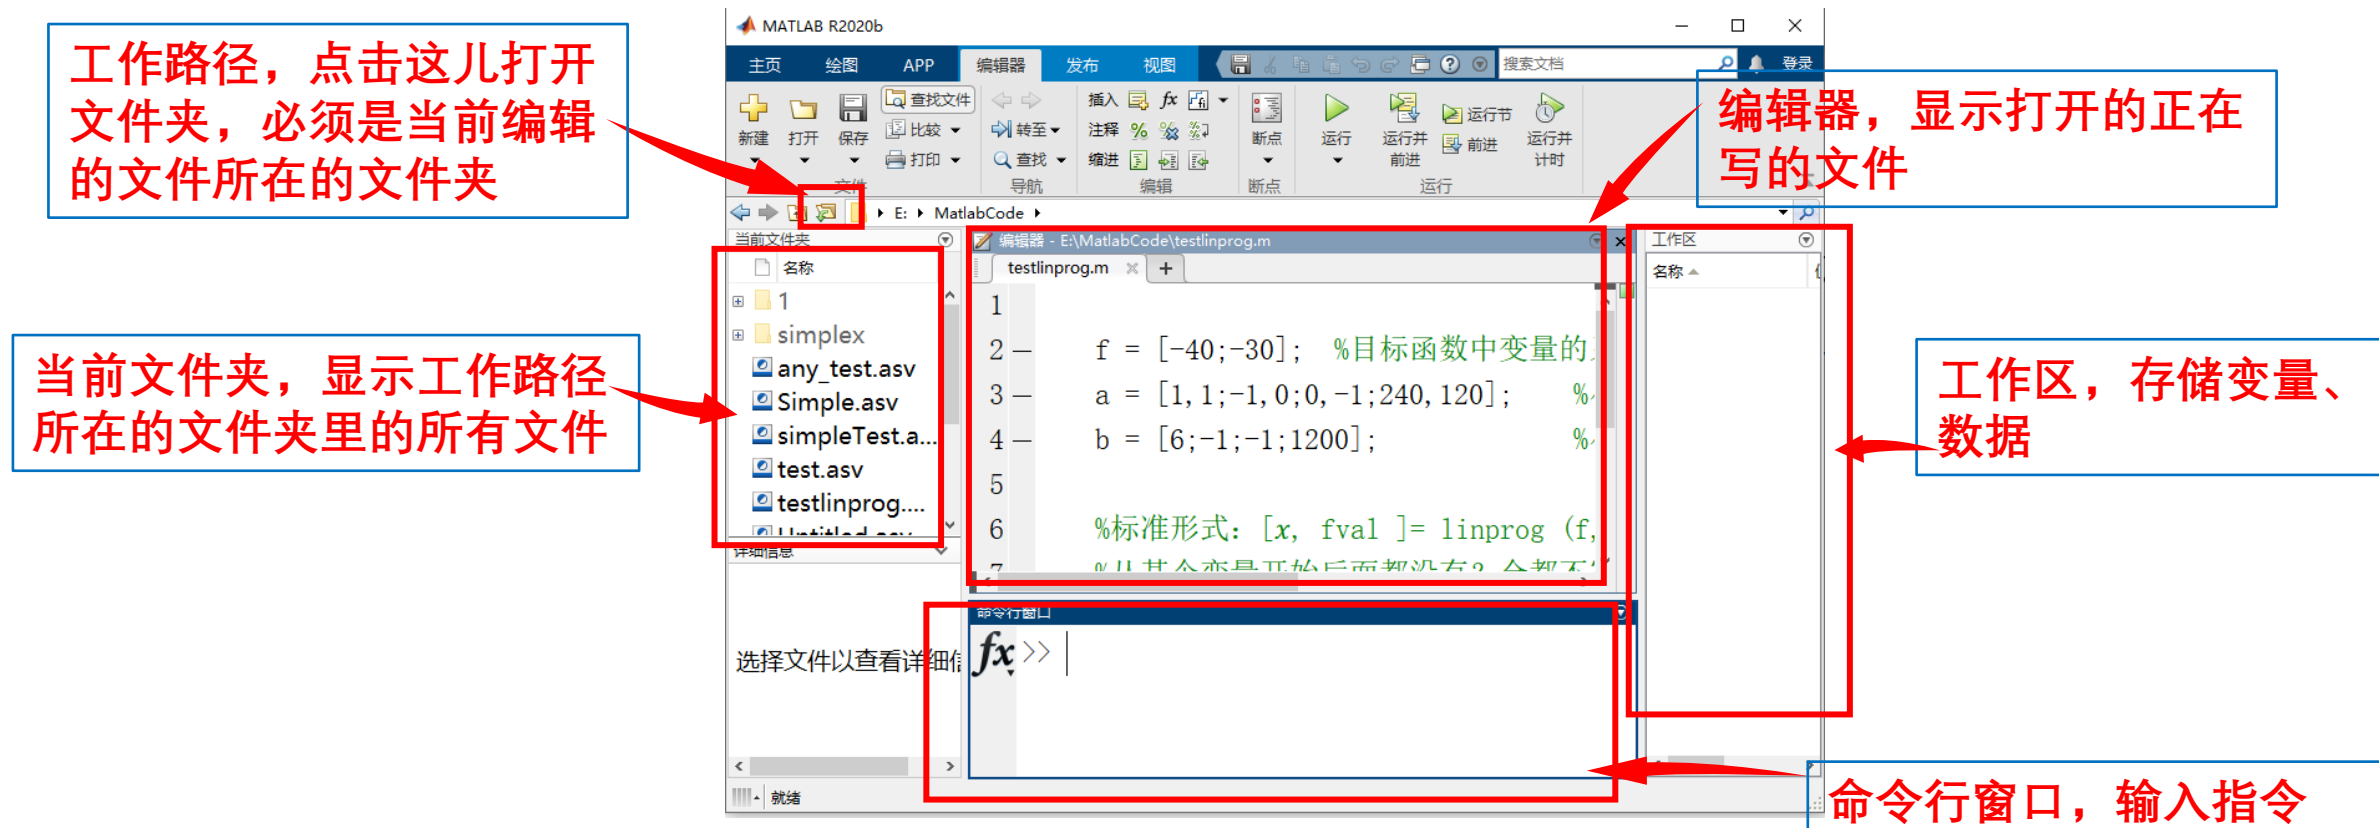 工作路径，点击这儿打开
文件夹，必须是当前编辑
的文件所在的文件夹
当前文件夹，显示工作路径
所在的文件夹里的所有文件
MATLAB R2020b
主页 绘图 APP 编辑器 发布 视图 搜索文档 登录
新建 打开 保存 查找文件 比较 打印
文件
转至 查找
导航
插入 fx
注释
缩进
编辑
断点
断点
运行 运行并前进 运行节 前进 运行并计时
运行
E: MatlabCode
当前文件夹
名称
1
simplex
any_test.asv
Simple.asv
simpleTest.a...
test.asv
testlinprog....
Untitled.asv
详细信息
选择文件以查看详细信
就绪
编辑器 - E:\MatlabCode\testlinprog.m
testlinprog.m × +
1
2 — f = [-40;-30]; %目标函数中变量的
3 — a = [1,1;-1,0;0,-1;240,120]; %
4 — b = [6;-1;-1;1200]; %
5
6 %标准形式：[x, fval ]= linprog (f,
7
命令行窗口
fx >>
工作区
名称
编辑器，显示打开的正在
写的文件
工作区，存储变量、
数据
命令行窗口，输入指令